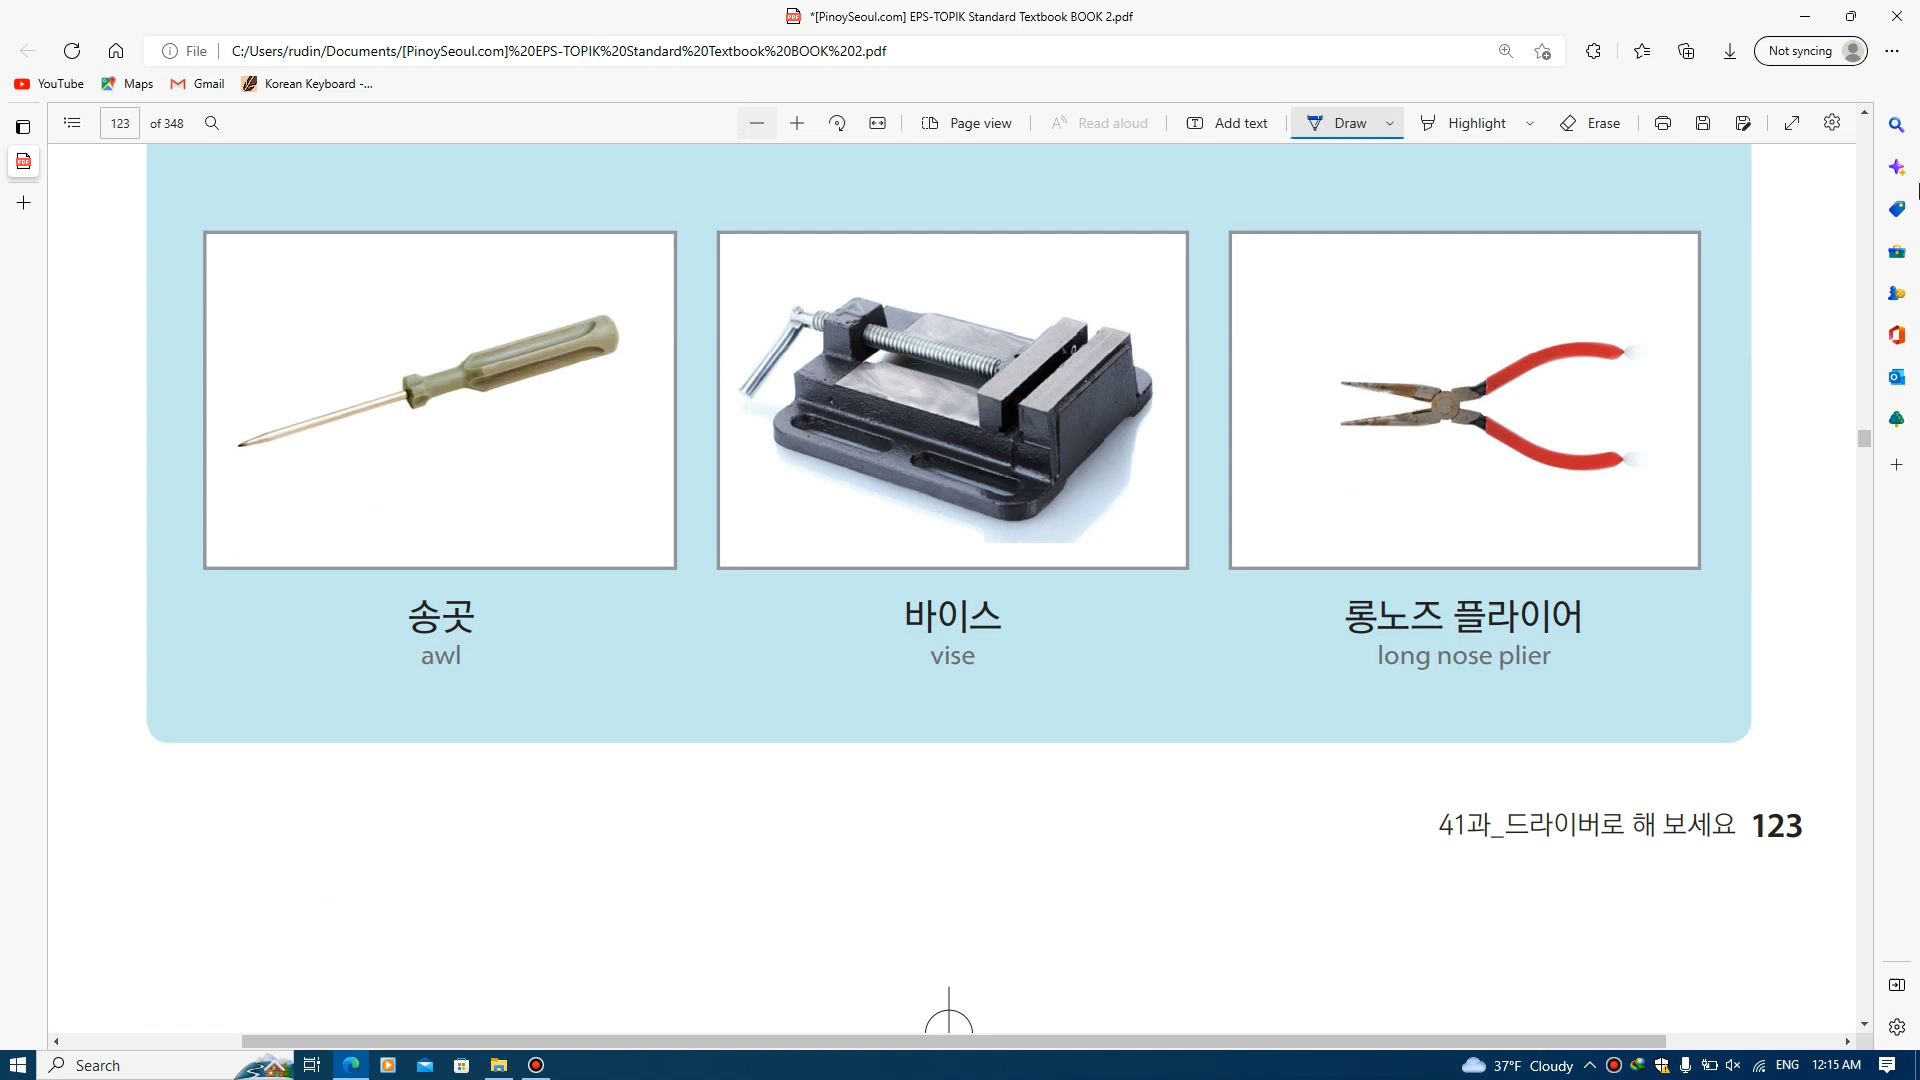 *[PinoySeoul.com] EPS-TOPIK Standard Textbook BOOK 2.pdf
File
C:/Users/rudin/Documents/[PinoySeoul.com]%20EPS-TOPIK%20Standard%20Textbook%20BOOK%202.pdf
Not syncing
YouTube
Maps
Gmail
Korean Keyboard -...
123 of 348
Page view
Read aloud
Add text
Draw
Highlight
Erase
송곳
바이스
롱노즈 플라이어
awl
vise
long nose plier
41과_드라이버로 해 보세요 123
Search
37°F Cloudy
ENG
12:15 AM